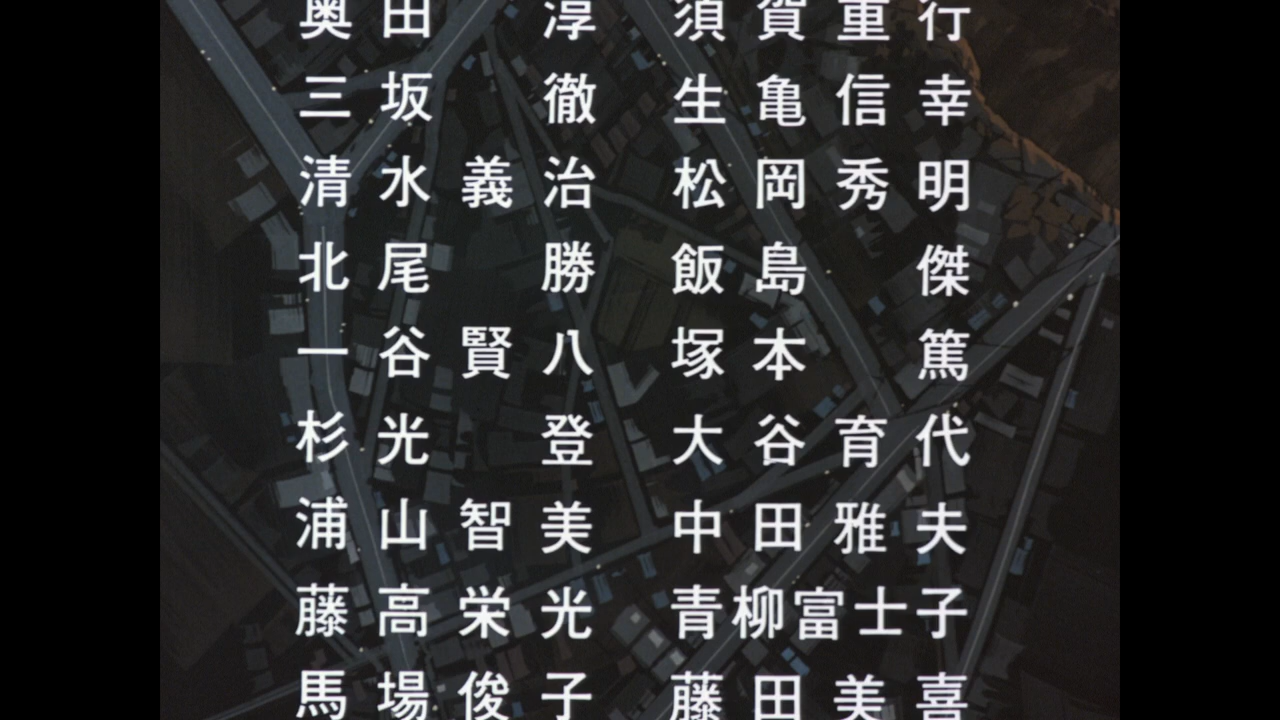 奥田 淳 須賀重行
三坂 徹 生亀信幸
清水義治 松岡秀明
北尾 勝 飯島 傑
一谷賢八 塚本 篤
杉光 登 大谷育代
浦山智美 中田雅夫
藤高栄光 青柳富士子
馬場俊子 藤田美喜